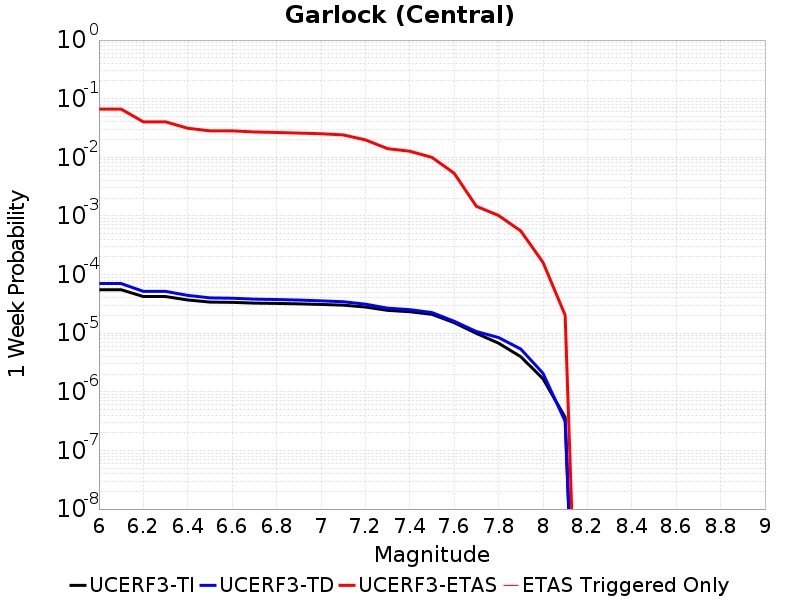 Garlock (Central)
1 Week Probability
10^0
10^-1
10^-2
10^-3
10^-4
10^-5
10^-6
10^-7
10^-8
6 6.2 6.4 6.6 6.8 7 7.2 7.4 7.6 7.8 8 8.2 8.4 8.6 8.8 9
Magnitude
UCERF3-TI UCERF3-TD UCERF3-ETAS ETAS Triggered Only